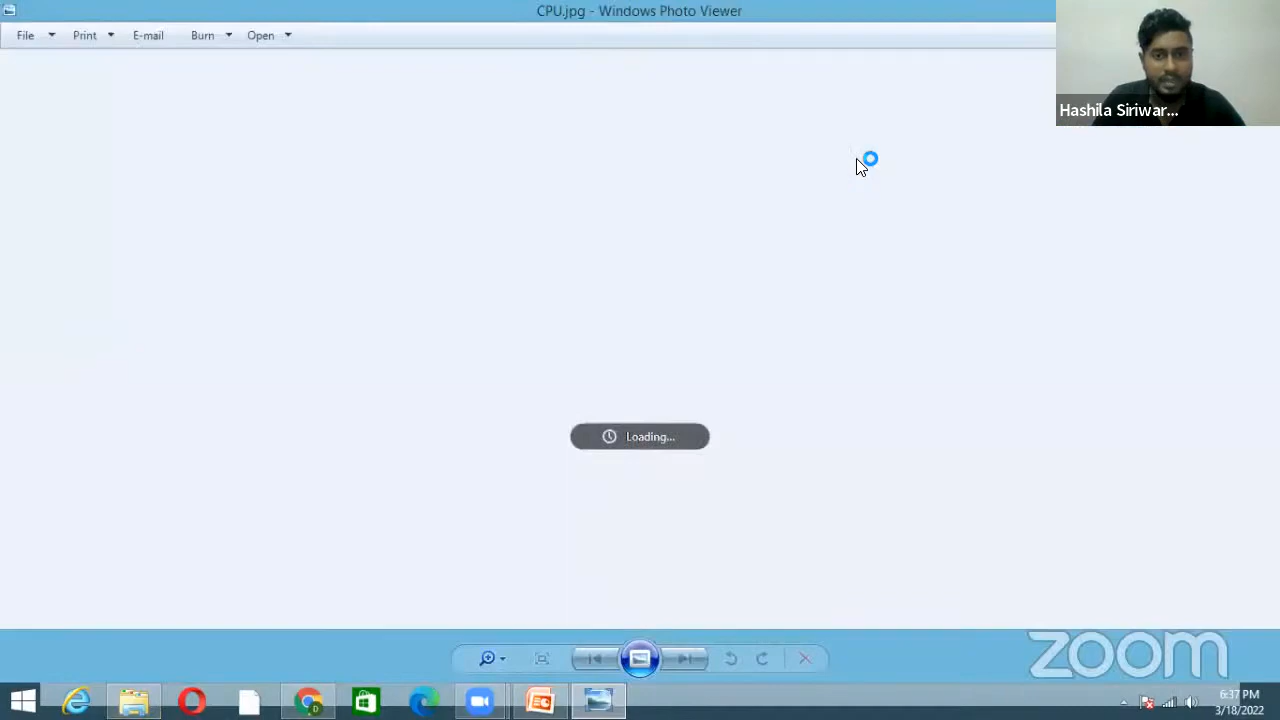 CPU.jpg - Windows Photo Viewer
File Print E-mail Burn Open
Hashila Siriwar...
Loading...
zoom
6:37 PM
3/18/2022